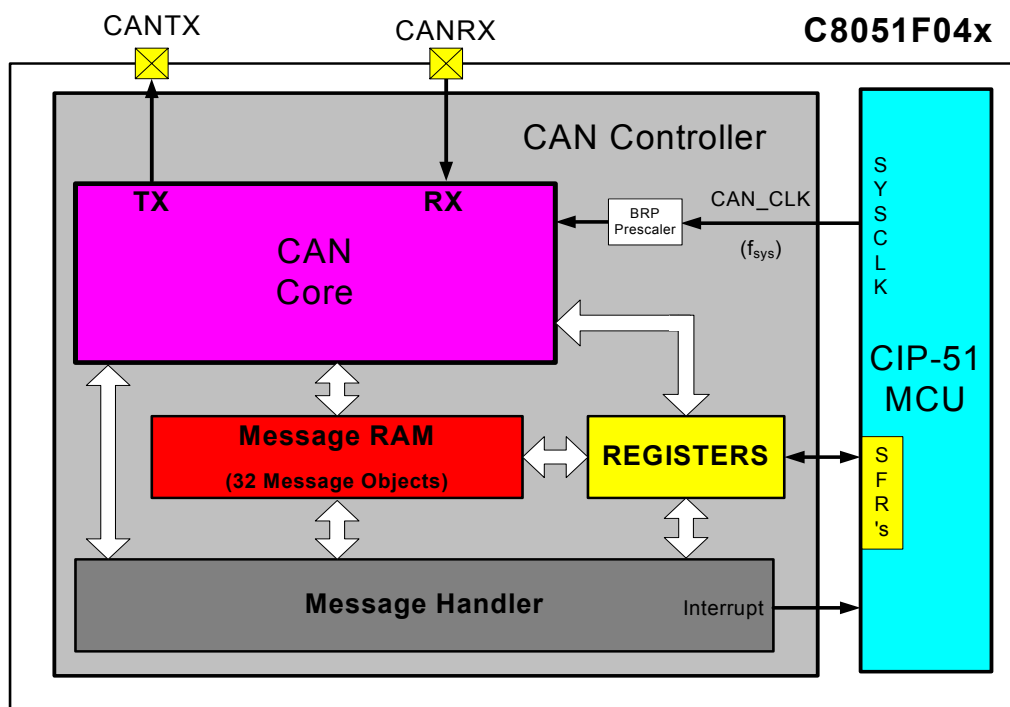 CANTX
CANRX
C8051F04x
CAN Controller
TX
RX
CAN
Core
BRP
Prescaler
CAN_CLK
(fsys)
S
Y
S
C
L
K
CIP-51
MCU
Message RAM
(32 Message Objects)
REGISTERS
S
F
R
's
Message Handler
Interrupt